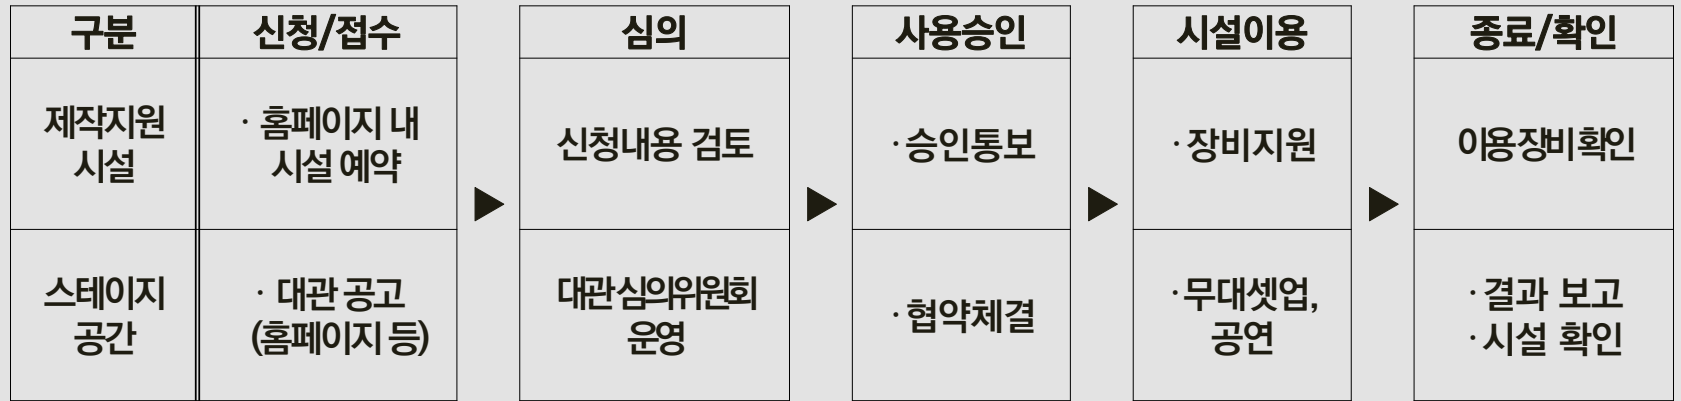 구분 신청/접수 심의 사용승인 시설이용 종료/확인
제작지원
시설
· 홈페이지 내
시설 예약
▶
신청내용 검토
▶
· 승인통보
▶
· 장비지원
▶
이용장비확인
스테이지
공간
· 대관 공고
(홈페이지 등)
대관심의위원회
운영
· 협약체결
· 무대셋업,
공연
· 결과 보고
· 시설 확인